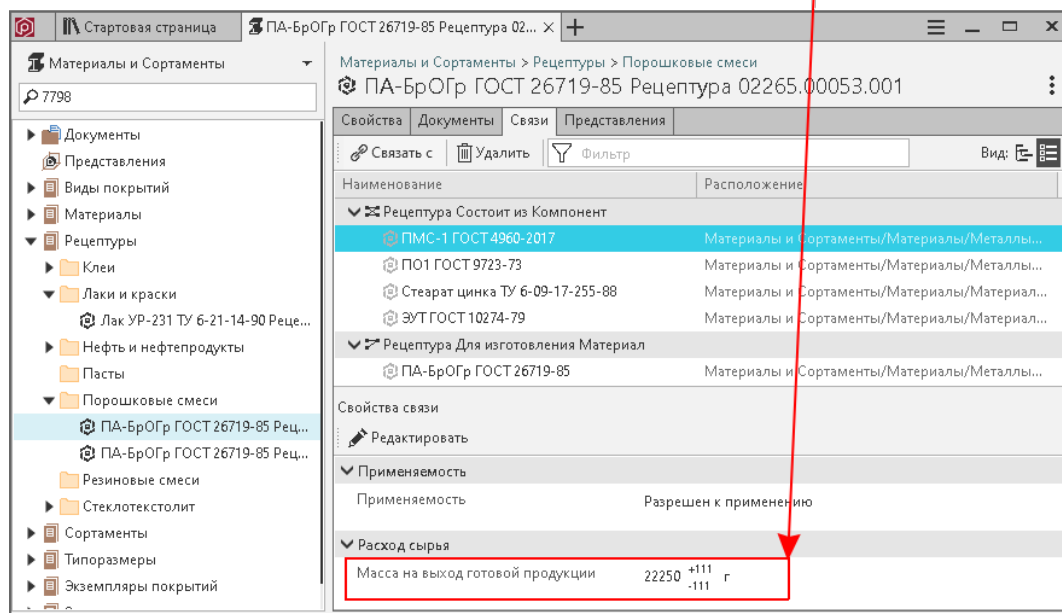 Стартовая страница
ПА-БрОГр ГОСТ 26719-85 Рецептура 02...
Материалы и Сортаменты
7798
Документы
Представления
Виды покрытий
Материалы
Рецептуры
Клеи
Лаки и краски
Лак УР-231 ТУ 6-21-14-90 Реце...
Нефть и нефтепродукты
Пасты
Порошковые смеси
ПА-БрОГр ГОСТ 26719-85 Рец...
ПА-БрОГр ГОСТ 26719-85 Рец...
Резиновые смеси
Стеклотекстолит
Сортаменты
Типоразмеры
Экземпляры покрытий
Материалы и Сортаменты > Рецептуры > Порошковые смеси
ПА-БрОГр ГОСТ 26719-85 Рецептура 02265.00053.001
Свойства Документы Связи Представления
Связать с Удалить Фильтр Вид:
Наименование Расположение
Рецептура Состоит из Компонент
ПМС-1 ГОСТ 4960-2017 Материалы и Сортаменты/Материалы/Металлы...
ПО1 ГОСТ 9723-73 Материалы и Сортаменты/Материалы/Металлы...
Стеарат цинка ТУ 6-09-17-255-88 Материалы и Сортаменты/Материалы/Материал...
ЭУТ ГОСТ 10274-79 Материалы и Сортаменты/Материалы/Материал...
Рецептура Для изготовления Материал
ПА-БрОГр ГОСТ 26719-85 Материалы и Сортаменты/Материалы/Металлы...
Свойства связи
Редактировать
Применяемость
Применяемость Разрешен к применению
Расход сырья
Масса на выход готовой продукции 22250 +111 -111 г